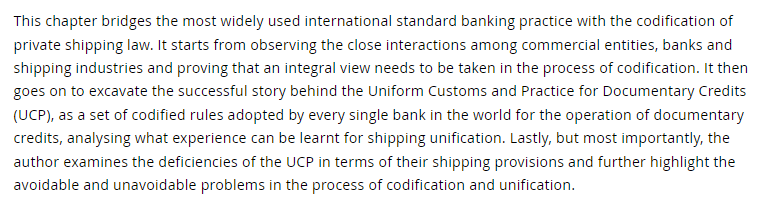 This chapter bridges the most widely used international standard banking practice with the codification of
private shipping law. It starts from observing the close interactions among commercial entities, banks and
shipping industries and proving that an integral view needs to be taken in the process of codification. It then
goes on to excavate the successful story behind the Uniform Customs and Practice for Documentary Credits
(UCP), as a set of codified rules adopted by every single bank in the world for the operation of documentary
credits, analysing what experience can be learnt for shipping unification. Lastly, but most importantly, the
author examines the deficiencies of the UCP in terms of their shipping provisions and further highlight the
avoidable and unavoidable problems in the process of codification and unification.